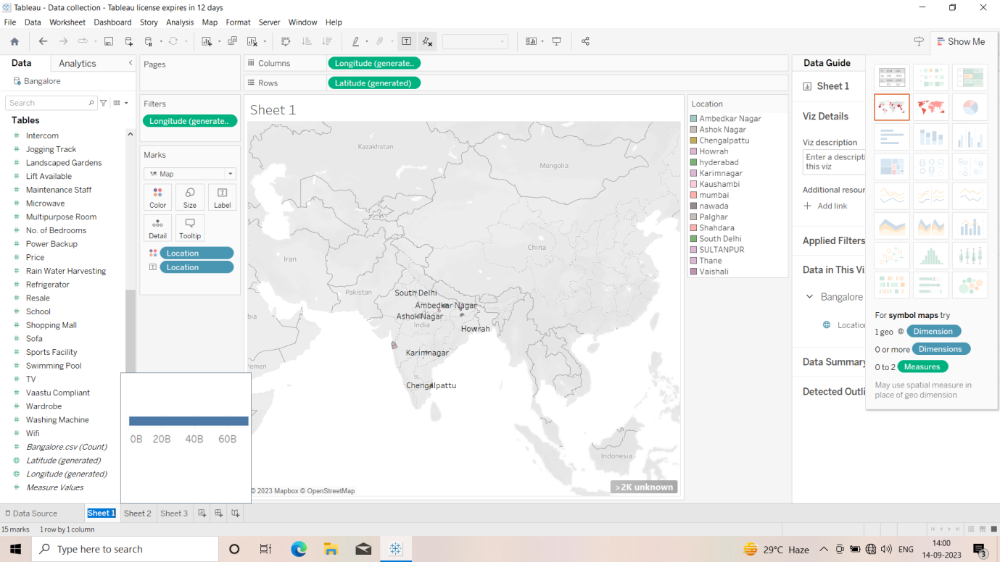 Tableau - Data collection - Tableau license expires in 12 days
File Data Worksheet Dashboard Story Analysis Map Format Server Window Help
Show Me
Data Analytics
Bangalore
Search
Tables
Intercom
Jogging Track
Landscaped Gardens
Lift Available
Maintenance Staff
Microwave
Multipurpose Room
No. of Bedrooms
Power Backup
Price
Rain Water Harvesting
Refrigerator
Resale
School
Shopping Mall
Sofa
Sports Facility
Swimming Pool
TV
Vaastu Compliant
Wardrobe
Washing Machine
Wifi
Bangalore.csv (Count)
Latitude (generated)
Longitude (generated)
Measure Values
Pages
Filters
Longitude (generate..
Marks
Map
Color Size Label
Detail Tooltip
Location
Location
0B 20B 40B 60B
Columns Longitude (generate..
Rows Latitude (generated)
Sheet 1
Kazakhstan
Mongolia
China
Iran
Pakistan
South Delhi
Ambedkar Nagar
Ashok Nagar
India
Howrah
Karimnagar
Chengalpattu
bia
Yemen
Indonesia
© 2023 Mapbox © OpenStreetMap
>2K unknown
Location
Ambedkar Nagar
Ashok Nagar
Chengalpattu
Howrah
hyderabad
Karimnagar
Kaushambi
mumbai
nawada
Palghar
Shahdara
South Delhi
SULTANPUR
Thane
Vaishali
Data Guide
Sheet 1
Viz Details
Viz description
Enter a descripti
this viz
Additional resour
Add link
Applied Filters
Data in This Vi
Bangalore
Location
Data Summary
Detected Outli
For symbol maps try
1 geo Dimension
0 or more Dimensions
0 to 2 Measures
May use spatial measure in
place of geo dimension
Data Source Sheet 1 Sheet 2 Sheet 3
15 marks 1 row by 1 column
Type here to search
29°C Haze
ENG
14:00
14-09-2023
3